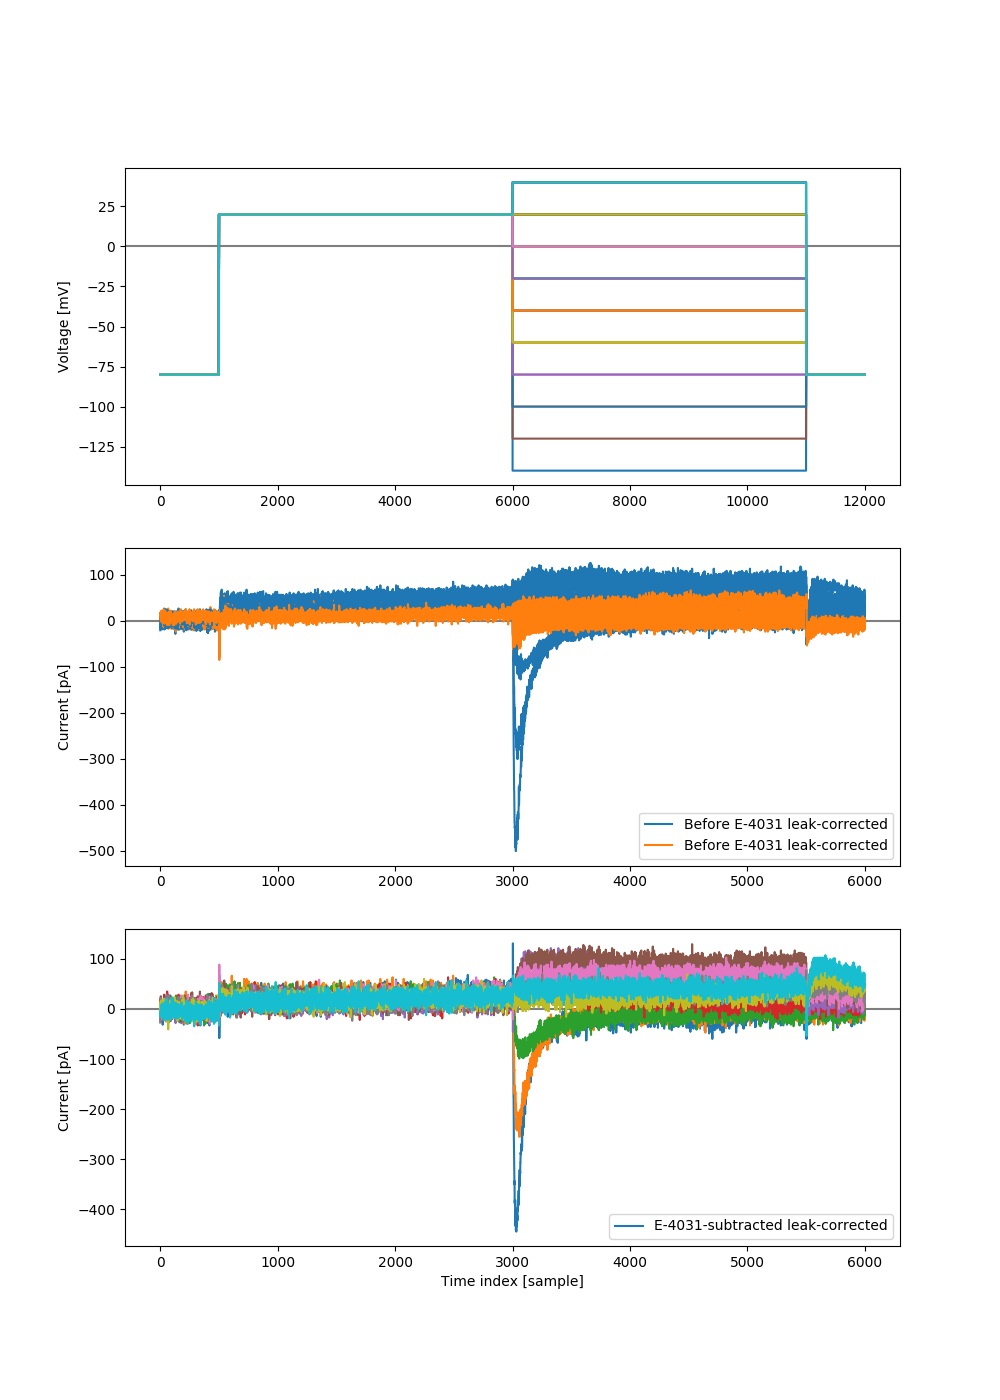 25
0
−25
−50
−75
−100
−125
Voltage [mV]
0 2000 4000 6000 8000 10000 12000
100
0
−100
−200
−300
−400
−500
Current [pA]
Before E-4031 leak-corrected
Before E-4031 leak-corrected
0 1000 2000 3000 4000 5000 6000
100
0
−100
−200
−300
−400
Current [pA]
E-4031-subtracted leak-corrected
0 1000 2000 3000 4000 5000 6000
Time index [sample]